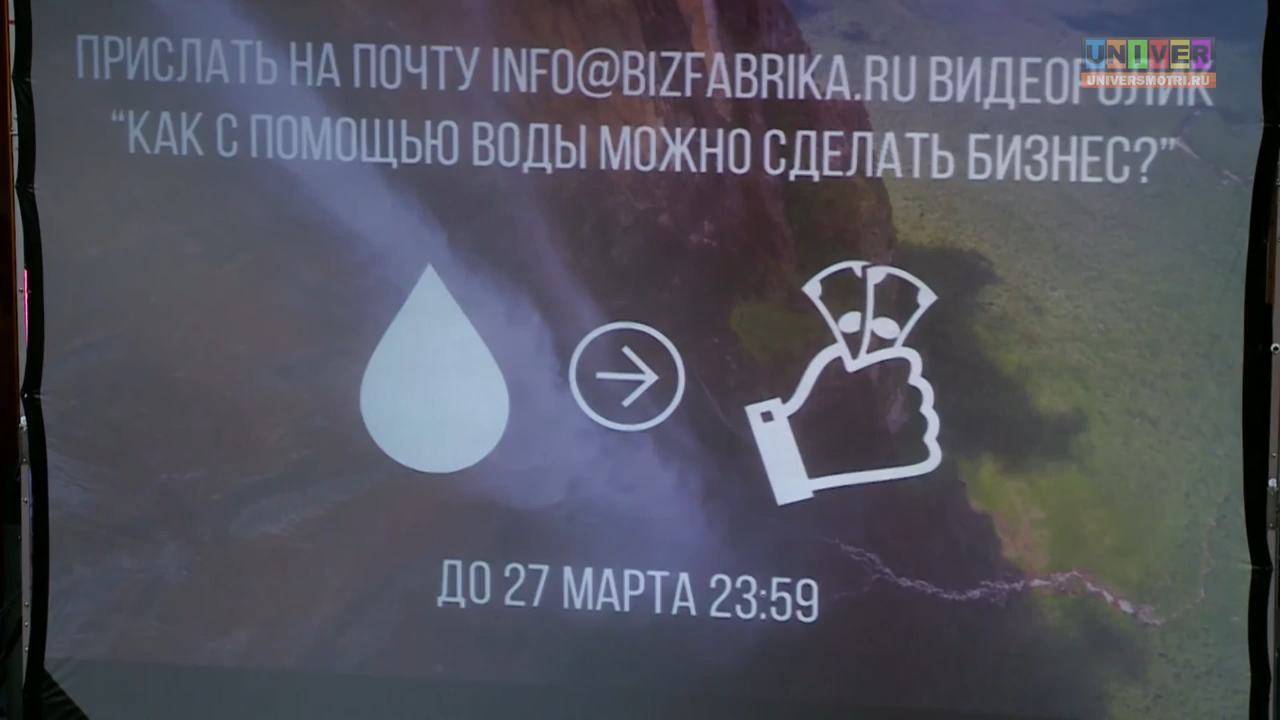 UNIVER
UNIVERSMOTRI.RU
ПРИСЛАТЬ НА ПОЧТУ INFO@BIZFABRIKA.RU ВИДЕОРОЛИК
“КАК С ПОМОЩЬЮ ВОДЫ МОЖНО СДЕЛАТЬ БИЗНЕС?”
ДО 27 МАРТА 23:59